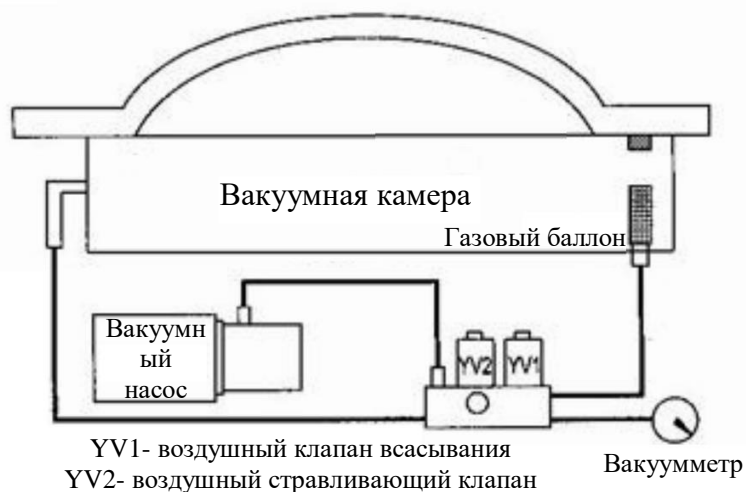 Вакуумная камера
Газовый баллон
Вакуумн
ый
насос
YV2
YV1
YV1- воздушный клапан всасывания
YV2- воздушный стравливающий клапан
Вакуумметр